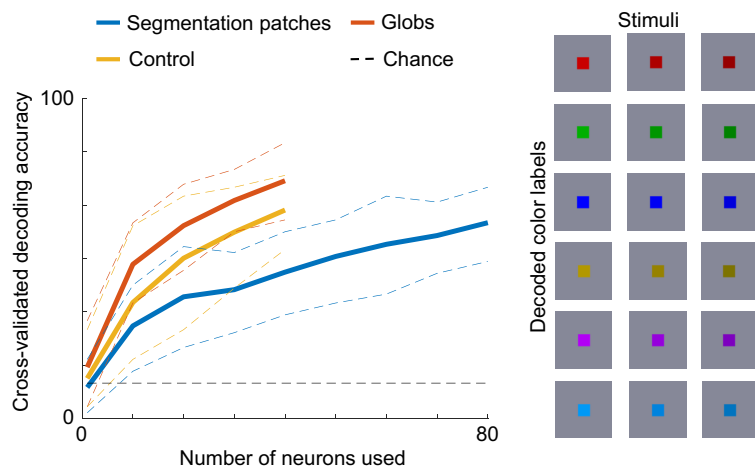 Segmentation patches
Globs
Control
Chance
Stimuli
100
Cross-validated decoding accuracy
0
0
80
Number of neurons used
Decoded color labels